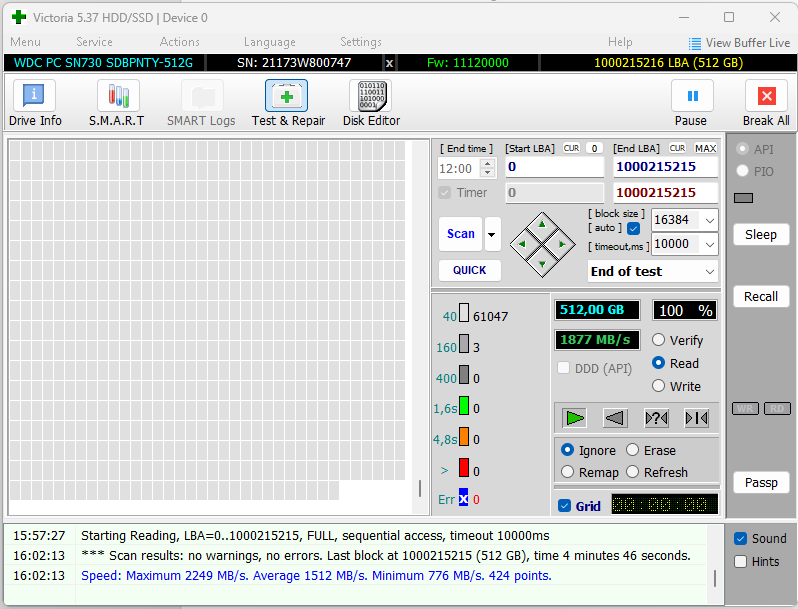 Victoria 5.37 HDD/SSD | Device 0
Menu Service Actions Language Settings Help View Buffer Live
WDC PC SN730 SDBPNTY-512G SN: 21173W800747 x Fw: 11120000 1000215216 LBA (512 GB)
Drive Info S.M.A.R.T SMART Logs Test & Repair Disk Editor Pause Break All
[ End time ] [Start LBA] CUR 0 [End LBA] CUR MAX
12:00 0 1000215215
Timer 0 1000215215
[ block size ] 16384
[ auto ]
[ timeout,ms ] 10000
Scan
QUICK
End of test
API
PIO
Sleep
Recall
WR RD
Passp
40 61047
160 3
400 0
1,6s 0
4,8s 0
> 0
Err x 0
512,00 GB 100 %
1877 MB/s Verify
DDD (API) Read
Write
Ignore Erase
Remap Refresh
Grid 00:00:00
15:57:27 Starting Reading, LBA=0..1000215215, FULL, sequential access, timeout 10000ms
16:02:13 *** Scan results: no warnings, no errors. Last block at 1000215215 (512 GB), time 4 minutes 46 seconds.
16:02:13 Speed: Maximum 2249 MB/s. Average 1512 MB/s. Minimum 776 MB/s. 424 points.
Sound
Hints